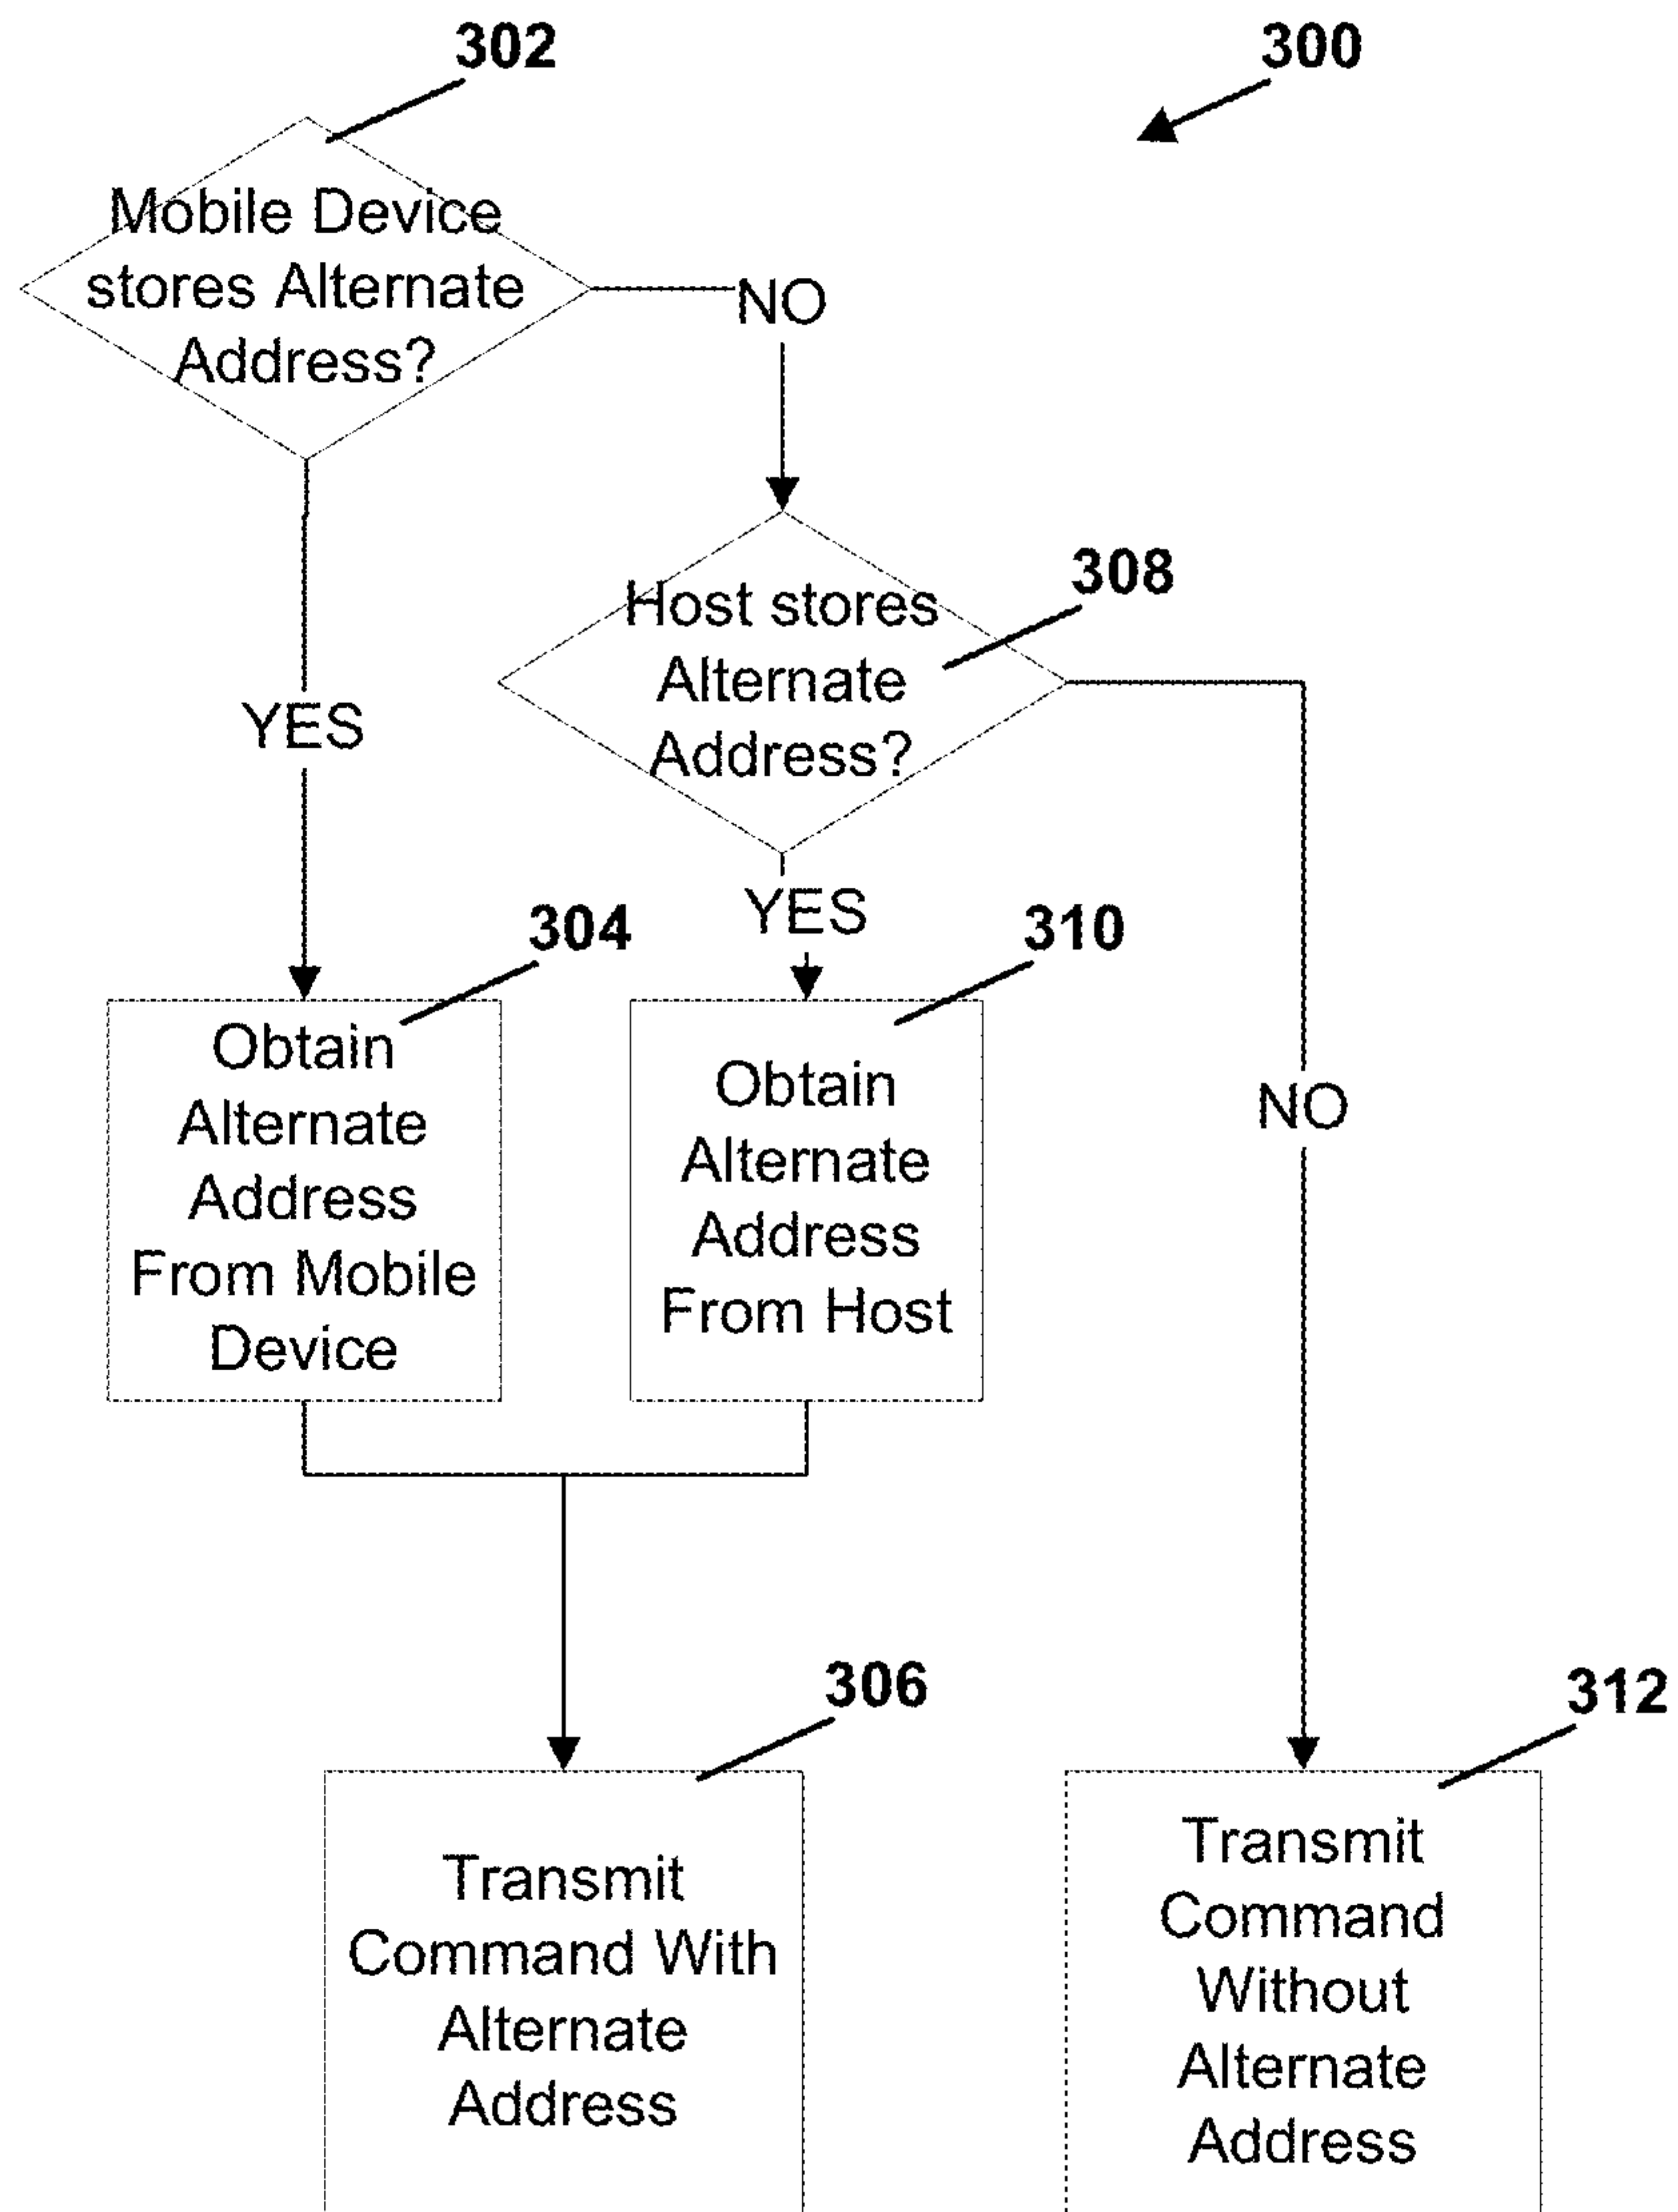 302
300
Mobile Device
stores Alternate
Address?
NO
308
Host stores
Alternate
Address?
YES
YES
304
310
Obtain
Alternate
Address
From Mobile
Device
Obtain
Alternate
Address
From Host
NO
306
312
Transmit
Command With
Alternate
Address
Transmit
Command
Without
Alternate
Address